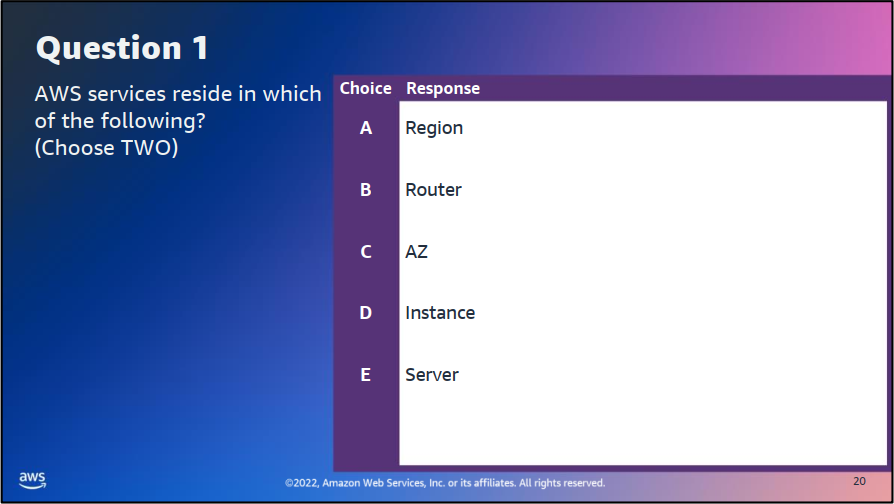 Question 1
AWS services reside in which
of the following?
(Choose TWO)
Choice Response
A Region
B Router
C AZ
D Instance
E Server
aws
©2022, Amazon Web Services, Inc. or its affiliates. All rights reserved.
20